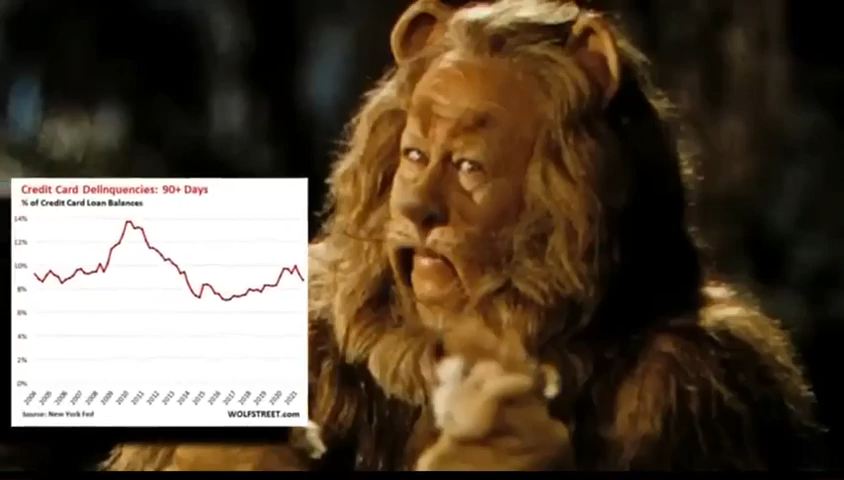 Credit Card Delinquencies: 90+ Days
% of Credit Card Loan Balances
14%
12%
10%
8%
6%
4%
2%
0%
2004 2005 2006 2007 2008 2009 2010 2011 2012 2013 2014 2015 2016 2017 2018 2019 2020 2021
Source: New York Fed
WOLFSTREET.com